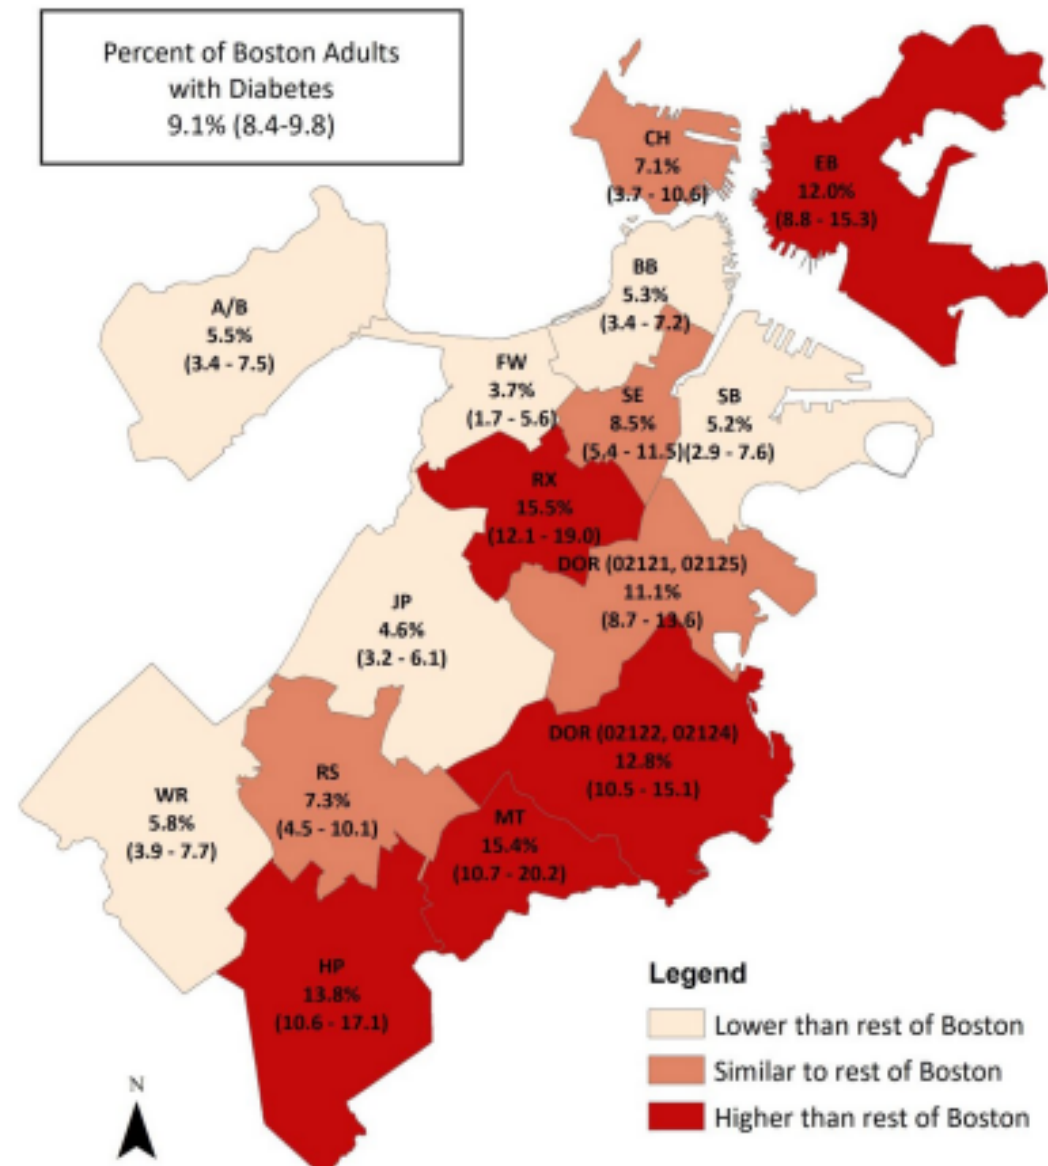 Percent of Boston Adults
with Diabetes
9.1% (8.4-9.8)
CH
7.1%
(3.7 - 10.6)
EB
12.0%
(8.8 - 15.3)
BB
5.3%
(3.4 - 7.2)
A/B
5.5%
(3.4 - 7.5)
FW
3.7%
(1.7 - 5.6)
SE
8.5%
(5.4 - 11.5)
SB
5.2%
(2.9 - 7.6)
RX
15.5%
(12.1 - 19.0)
DOR (02121, 02125)
11.1%
(8.7 - 13.6)
JP
4.6%
(3.2 - 6.1)
DOR (02122, 02124)
12.8%
(10.5 - 15.1)
RS
7.3%
(4.5 - 10.1)
WR
5.8%
(3.9 - 7.7)
MT
15.4%
(10.7 - 20.2)
HP
13.8%
(10.6 - 17.1)
Legend
Lower than rest of Boston
Similar to rest of Boston
Higher than rest of Boston
N